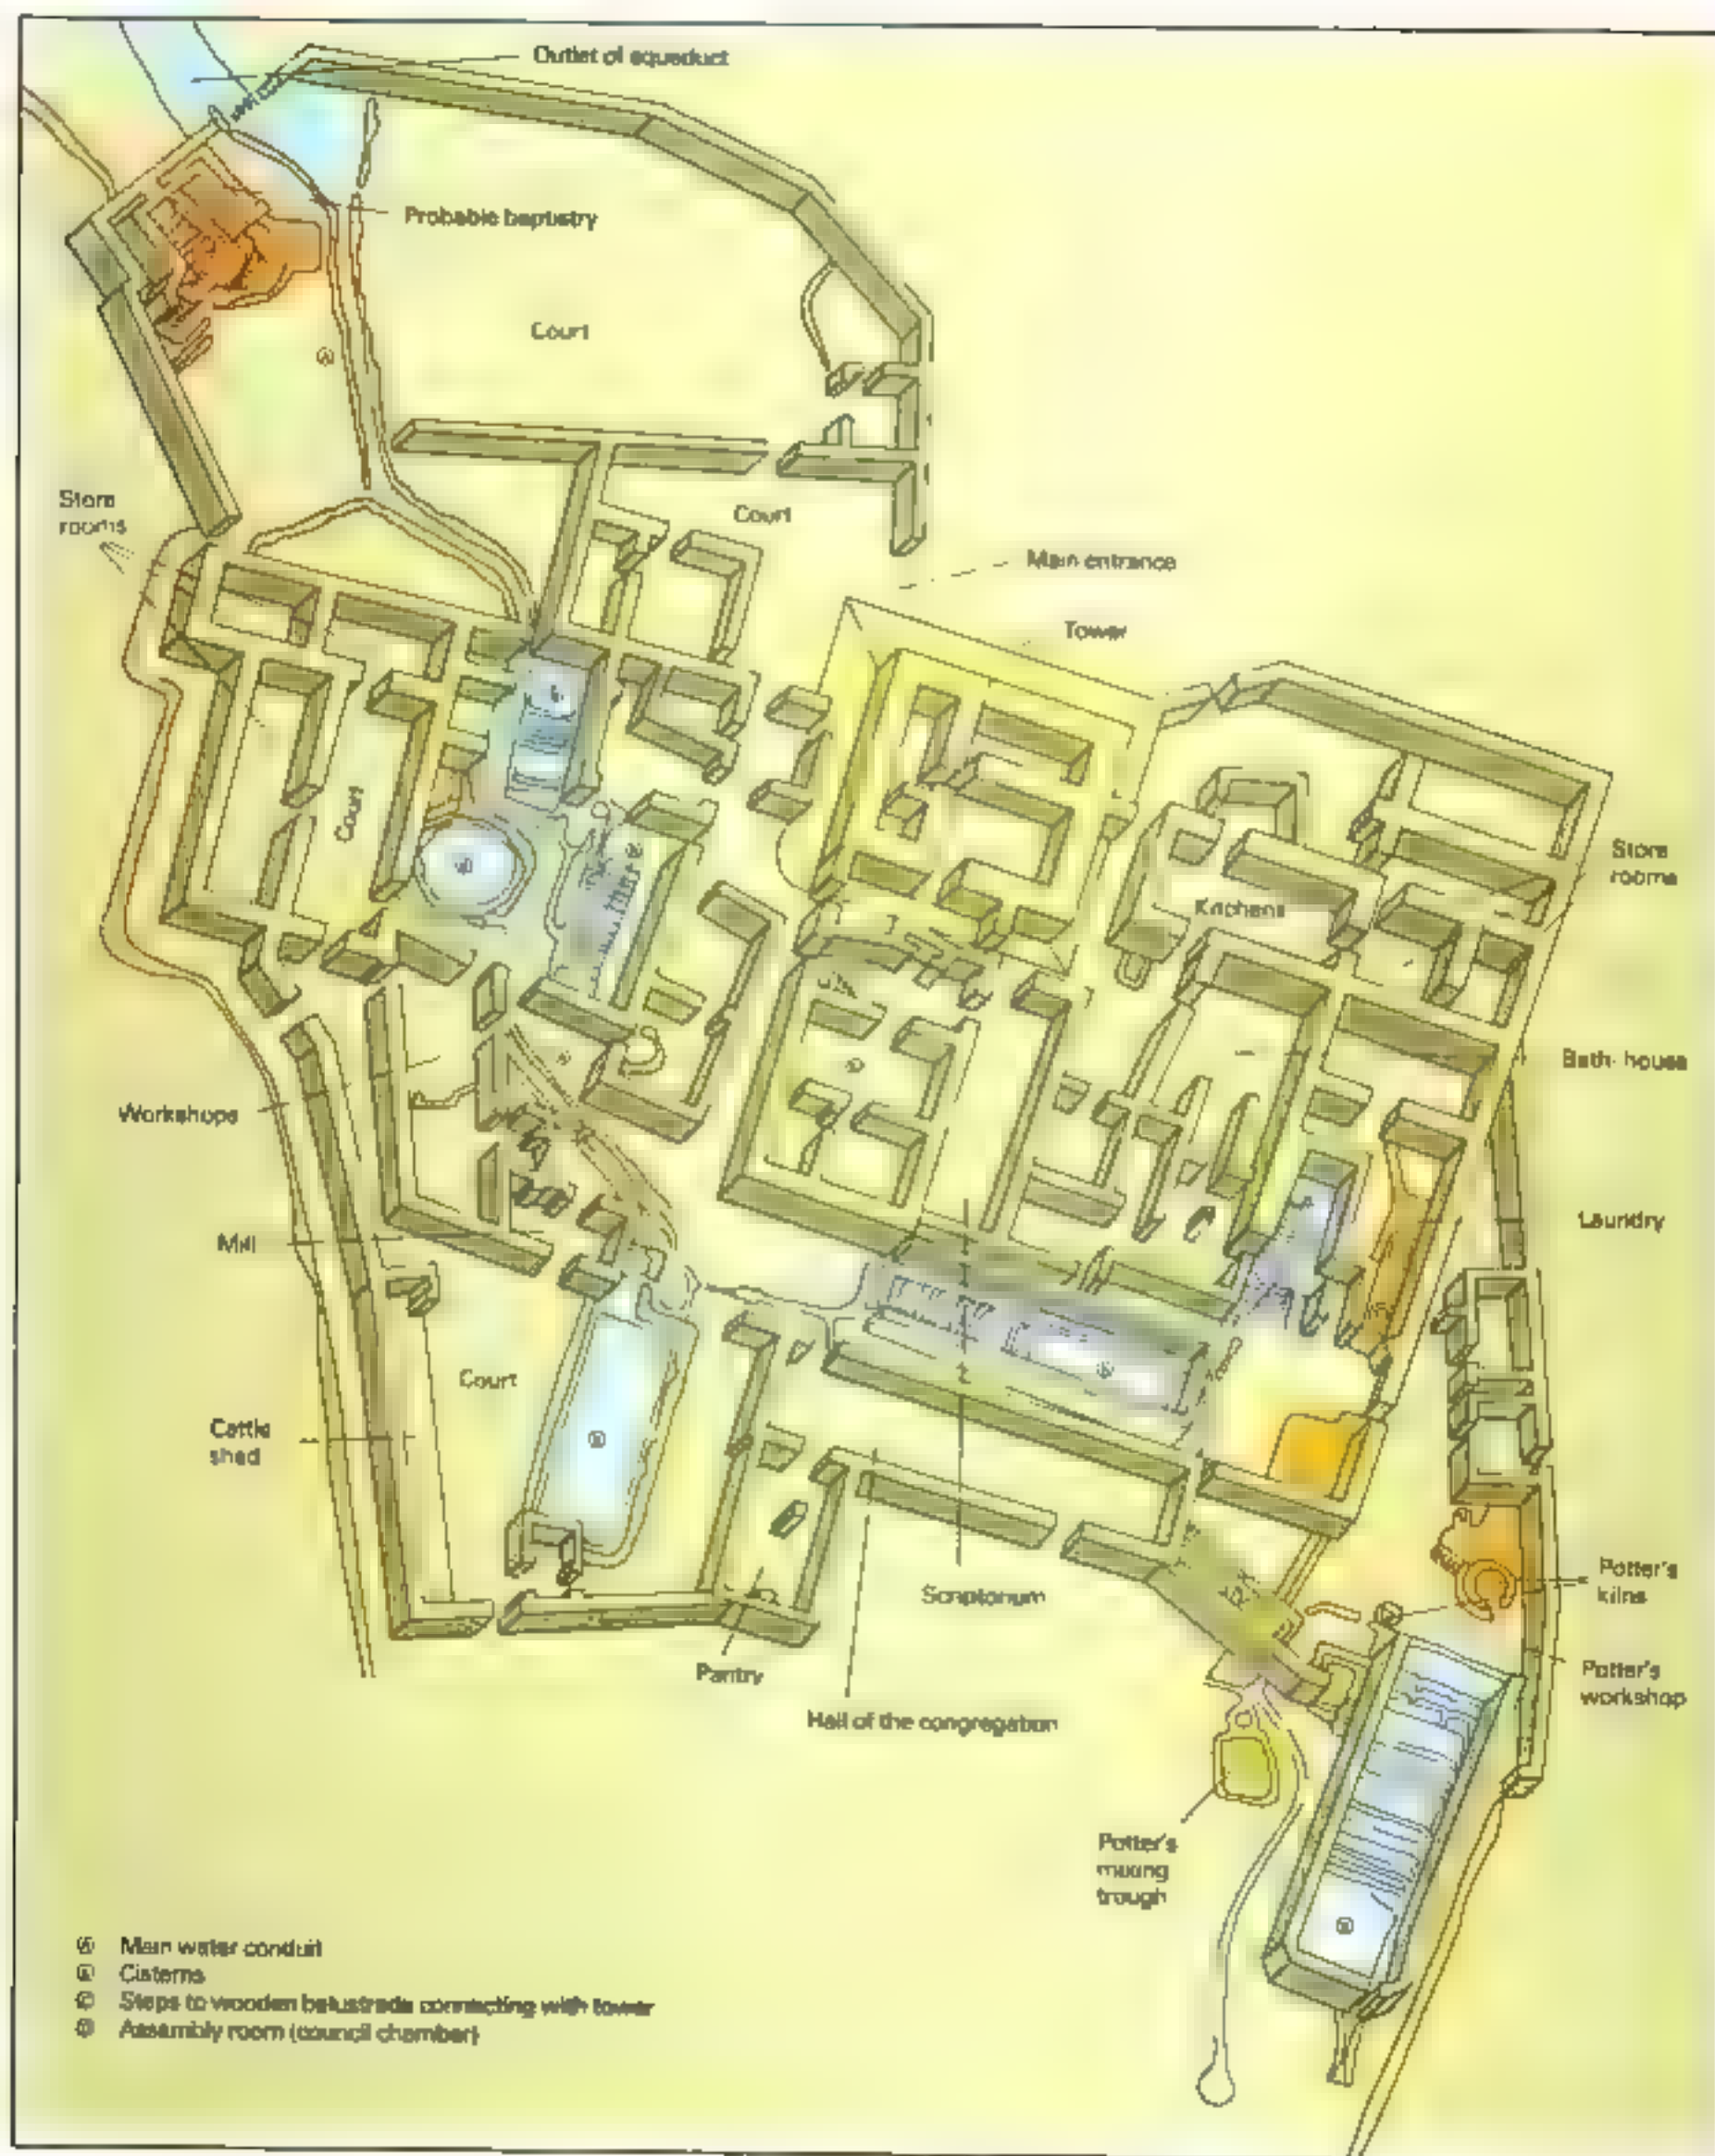 Outlet of aqueduct
Probable baptistry
Court
Store
rooms
Court
Main entrance
Tower
Court
Store
rooms
Kitchens
Bath-house
Workshops
Laundry
Mill
Court
Cattle
shed
Scriptorium
Potter's
kilns
Pantry
Potter's
workshop
Hall of the congregation
Potter's
mixing
trough
A Main water conduit
B Cisterns
C Steps to wooden balustrade connecting with tower
D Assembly room (council chamber)